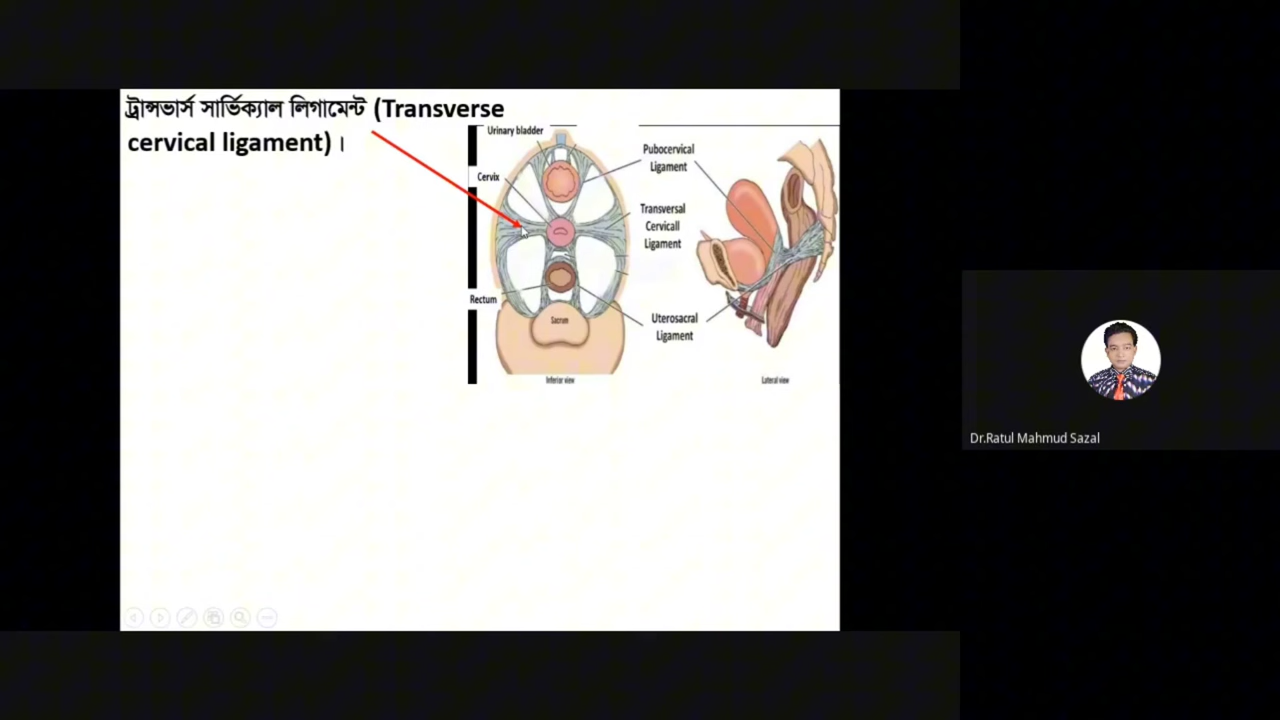 ট্রান্সভার্স সার্ভিক্যাল লিগামেন্ট (Transverse
cervical ligament)।
Urinary bladder
Cervix
Rectum
Sacrum
Inferior view
Pubocervical
Ligament
Transversal
Cervicall
Ligament
Uterosacral
Ligament
Lateral view
Dr.Ratul Mahmud Sazal